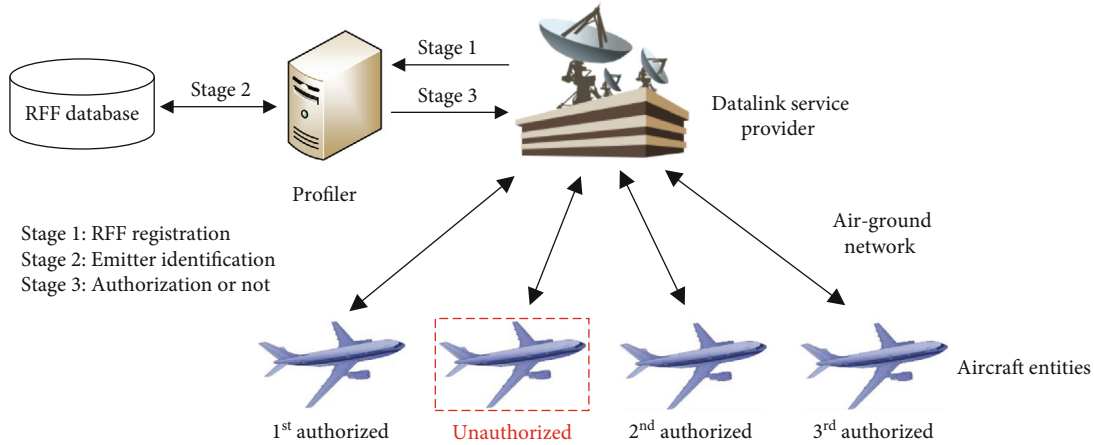 Stage 1
Stage 2
Stage 3
RFF database
Datalink service
provider
Profiler
Stage 1: RFF registration
Stage 2: Emitter identification
Stage 3: Authorization or not
Air-ground
network
Aircraft entities
1st authorized
Unauthorized
2nd authorized
3rd authorized